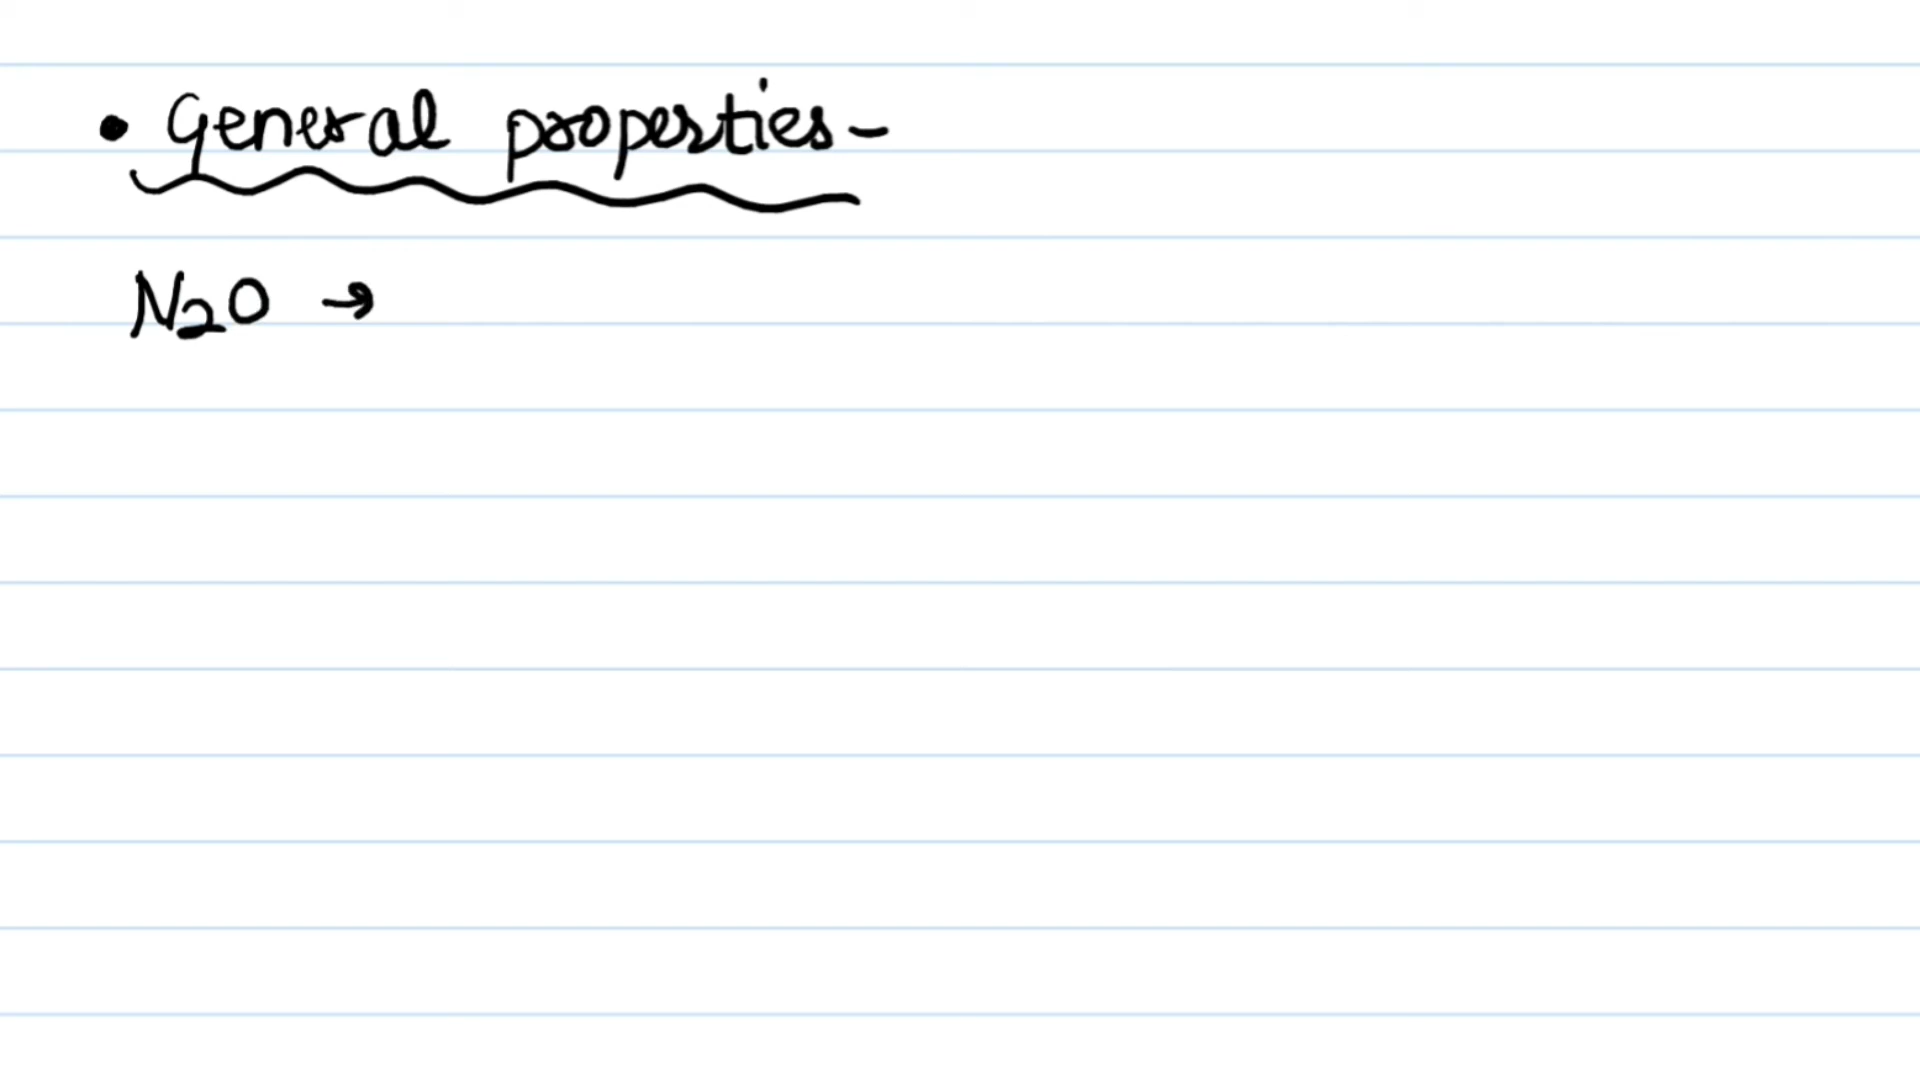 • General properties-
N₂O →